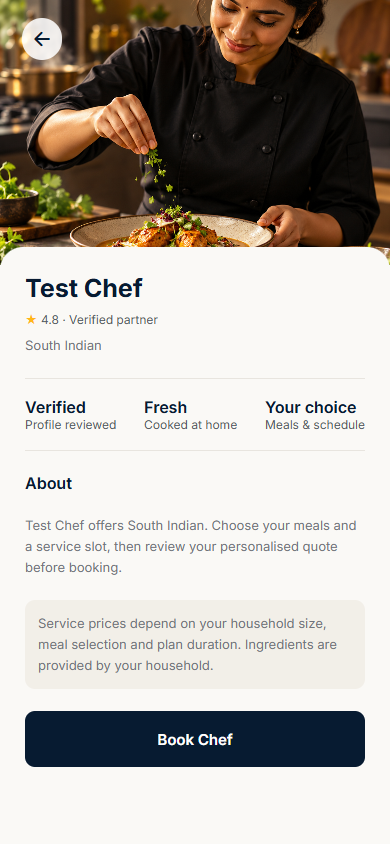 Test Chef
★ 4.8 · Verified partner
South Indian
Verified
Profile reviewed
Fresh
Cooked at home
Your choice
Meals & schedule
About
Test Chef offers South Indian. Choose your meals and
a service slot, then review your personalised quote
before booking.
Service prices depend on your household size,
meal selection and plan duration. Ingredients are
provided by your household.
Book Chef